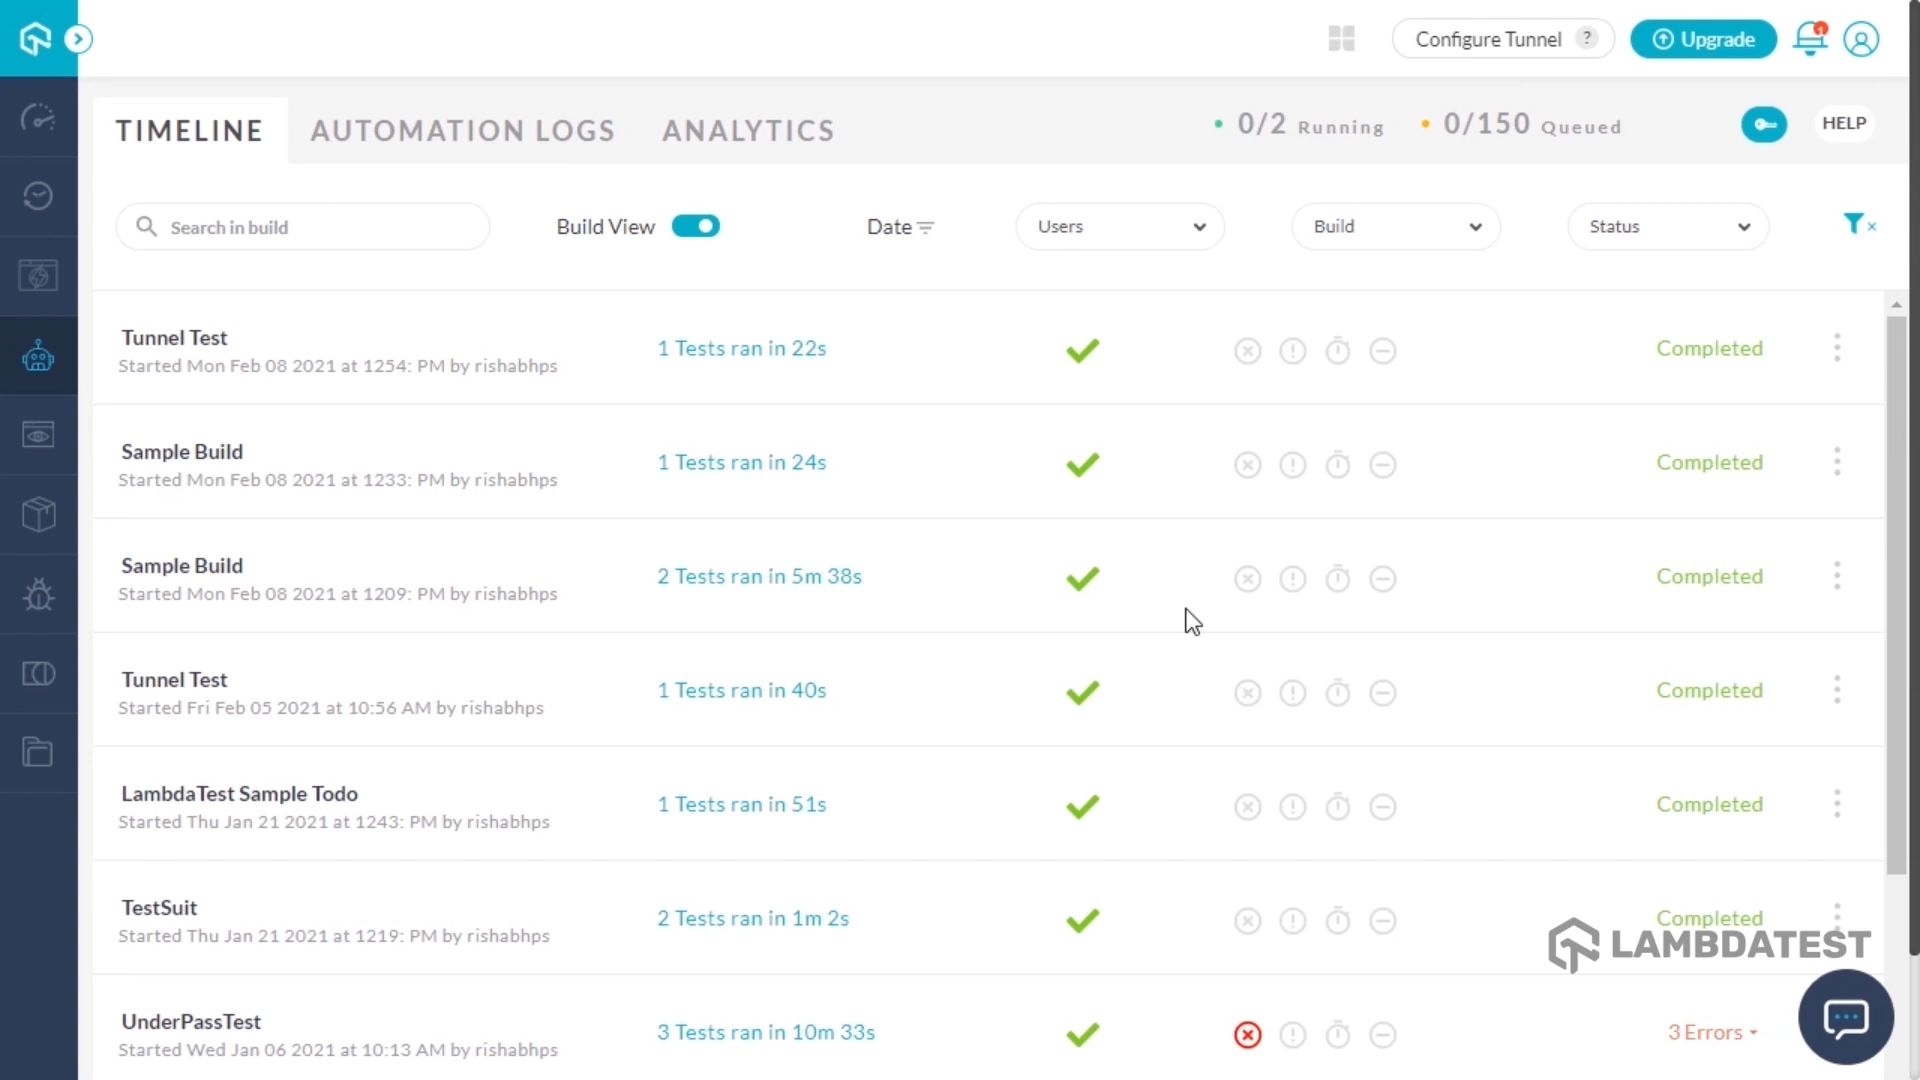 Configure Tunnel ?
Upgrade
1
TIMELINE
AUTOMATION LOGS
ANALYTICS
0/2 Running
0/150 Queued
HELP
Search in build
Build View
Date
Users
Build
Status
Tunnel Test
Started Mon Feb 08 2021 at 1254: PM by rishabhps
1 Tests ran in 22s
Completed
Sample Build
Started Mon Feb 08 2021 at 1233: PM by rishabhps
1 Tests ran in 24s
Completed
Sample Build
Started Mon Feb 08 2021 at 1209: PM by rishabhps
2 Tests ran in 5m 38s
Completed
Tunnel Test
Started Fri Feb 05 2021 at 10:56 AM by rishabhps
1 Tests ran in 40s
Completed
LambdaTest Sample Todo
Started Thu Jan 21 2021 at 1243: PM by rishabhps
1 Tests ran in 51s
Completed
TestSuit
Started Thu Jan 21 2021 at 1219: PM by rishabhps
2 Tests ran in 1m 2s
Completed
LAMBDATEST
UnderPassTest
Started Wed Jan 06 2021 at 10:13 AM by rishabhps
3 Tests ran in 10m 33s
3 Errors